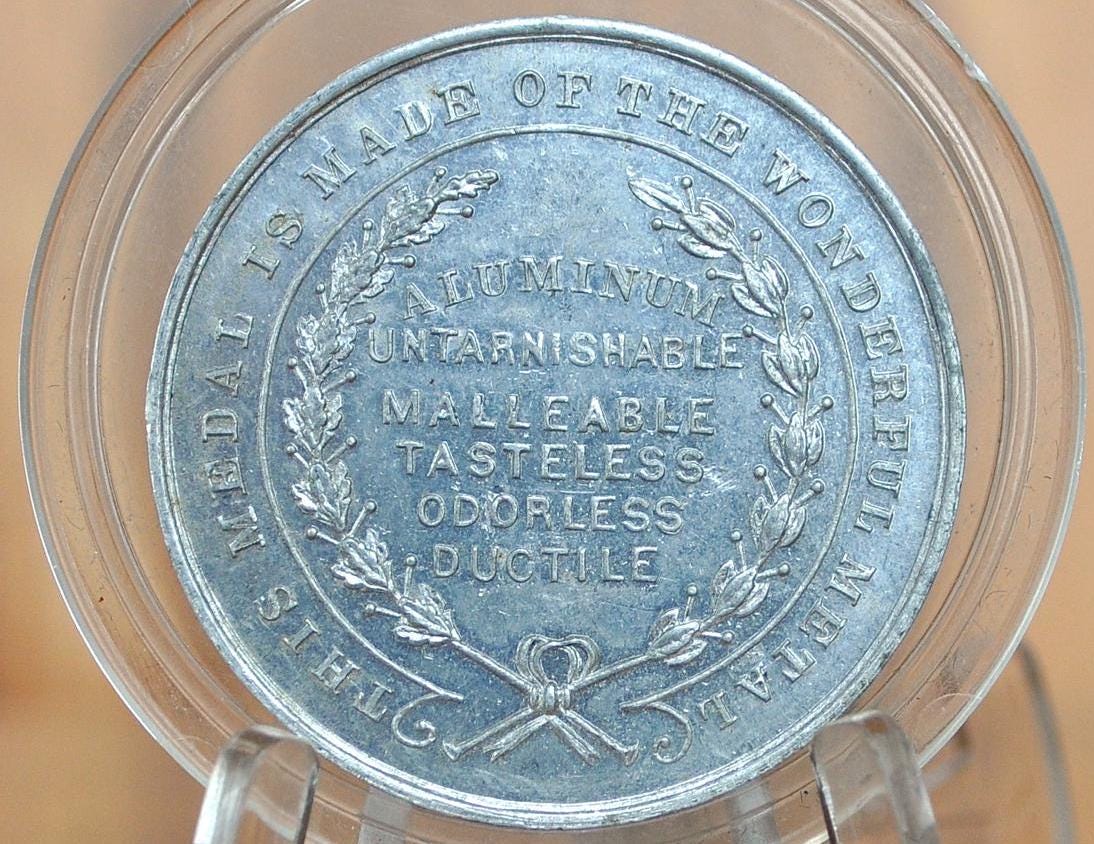 THIS MEDAL IS MADE OF THE WONDERFUL METAL
ALUMINUM
UNTARNISHABLE
MALLEABLE
TASTELESS
ODORLESS
DUCTILE